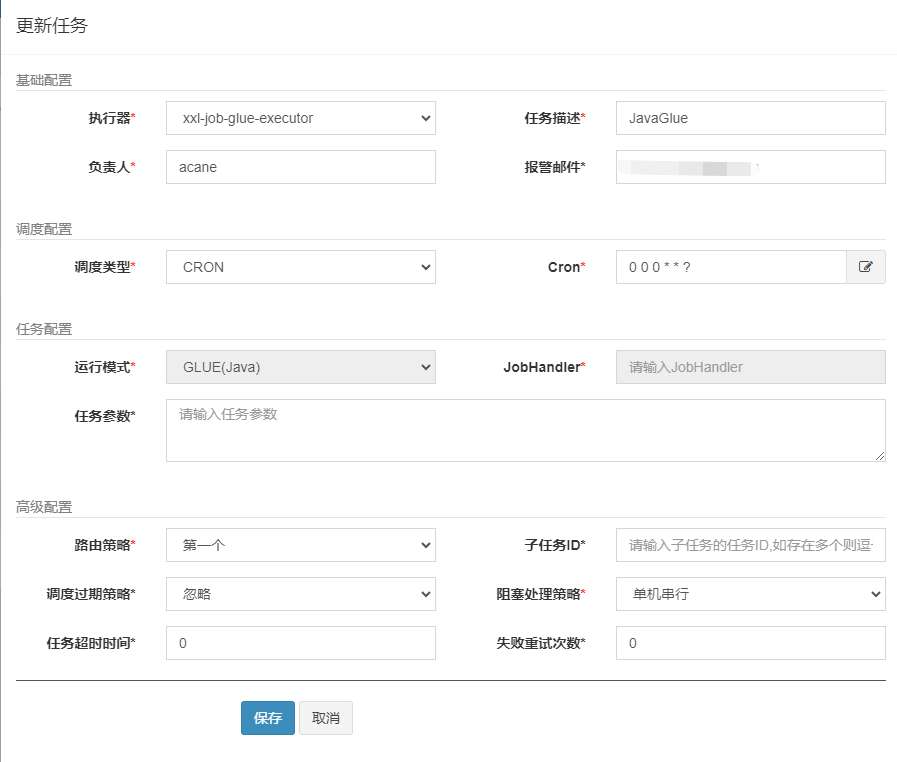 更新任务
基础配置
执行器* xxl-job-glue-executor 任务描述* JavaGlue
负责人* acane 报警邮件*
调度配置
调度类型* CRON Cron* 0 0 0 * * ?
任务配置
运行模式* GLUE(Java) JobHandler* 请输入JobHandler
任务参数* 请输入任务参数
高级配置
路由策略* 第一个 子任务ID* 请输入子任务的任务ID,如存在多个则逗
调度过期策略* 忽略 阻塞处理策略* 单机串行
任务超时时间* 0 失败重试次数* 0
保存 取消